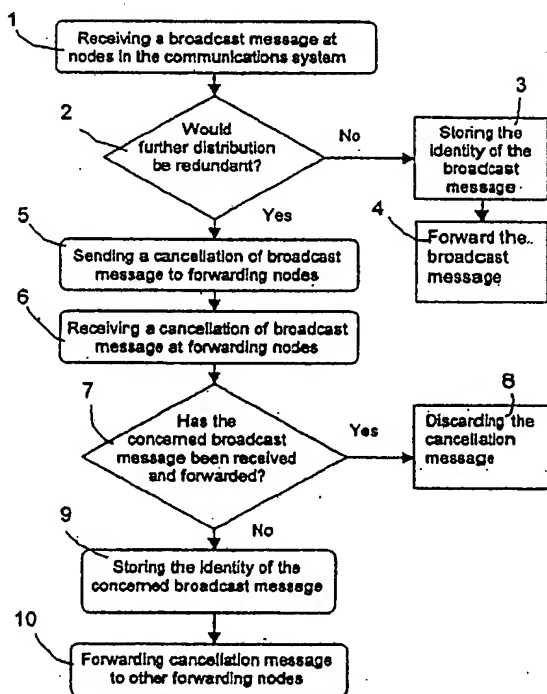 1
Receiving a broadcast message at
nodes in the communications system
2
Would
further distribution
be redundant?
No
3
Storing the
identity of the
broadcast
message
4
Forward the..
broadcast
message
Yes
5
Sending a cancellation of broadcast
message to forwarding nodes
6
Receiving a cancellation of broadcast
message at forwarding nodes
7
Has the
concerned broadcast
message been received
and forwarded?
Yes
8
Discarding the
cancellation
message
No
9
Storing the identity of the
concerned broadcast message
10
Forwarding cancellation message
to other forwarding nodes